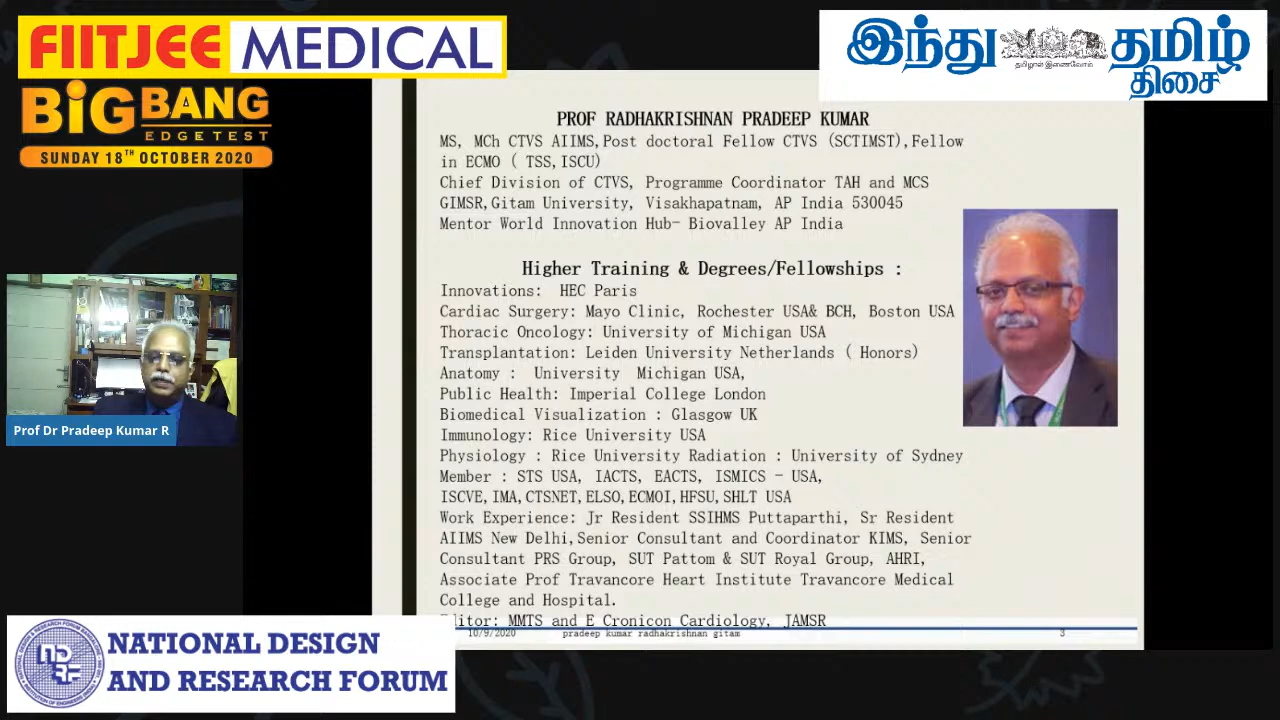 FIITJEE MEDICAL
BIGBANG
EDGE TEST
SUNDAY 18TH OCTOBER 2020
இந்து தமிழ்
தமிழால் இணைவோம்
திசை
PROF RADHAKRISHNAN PRADEEP KUMAR
MS, MCh CTVS AIIMS,Post doctoral Fellow CTVS (SCTIMST),Fellow
in ECMO ( TSS,ISCU)
Chief Division of CTVS, Programme Coordinator TAH and MCS
GIMSR,Gitam University, Visakhapatnam, AP India 530045
Mentor World Innovation Hub- Biovalley AP India
Higher Training & Degrees/Fellowships :
Innovations: HEC Paris
Cardiac Surgery: Mayo Clinic, Rochester USA& BCH, Boston USA
Thoracic Oncology: University of Michigan USA
Transplantation: Leiden University Netherlands ( Honors)
Anatomy : University Michigan USA,
Public Health: Imperial College London
Biomedical Visualization : Glasgow UK
Immunology: Rice University USA
Physiology : Rice University Radiation : University of Sydney
Member : STS USA, IACTS, EACTS, ISMICS - USA,
ISCVE,IMA,CTSNET,ELSO,ECMOI,HFSU,SHLT USA
Work Experience: Jr Resident SSIHMS Puttaparthi, Sr Resident
AIIMS New Delhi,Senior Consultant and Coordinator KIMS, Senior
Consultant PRS Group, SUT Pattom & SUT Royal Group, AHRI,
Associate Prof Travancore Heart Institute Travancore Medical
College and Hospital.
Editor: MMTS and E Cronicon Cardiology, JAMSR
10/9/2020 pradeep kumar radhakrishnan gitam 3
Prof Dr Pradeep Kumar R
NATIONAL DESIGN
AND RESEARCH FORUM